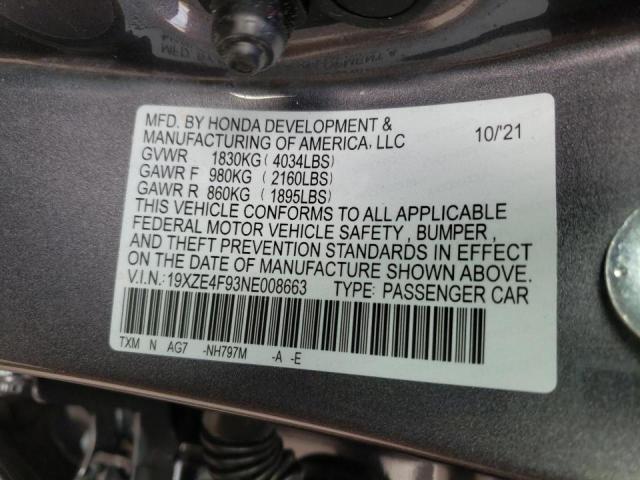 MFD. BY HONDA DEVELOPMENT &
MANUFACTURING OF AMERICA, LLC 10/'21
GVWR 1830KG ( 4034LBS)
GAWR F 980KG ( 2160LBS)
GAWR R 860KG ( 1895LBS)
THIS VEHICLE CONFORMS TO ALL APPLICABLE
FEDERAL MOTOR VEHICLE SAFETY , BUMPER ,
AND THEFT PREVENTION STANDARDS IN EFFECT
ON THE DATE OF MANUFACTURE SHOWN ABOVE.
V.I.N.:19XZE4F93NE008663 TYPE: PASSENGER CAR
TXM N AG7 -NH797M -A -E